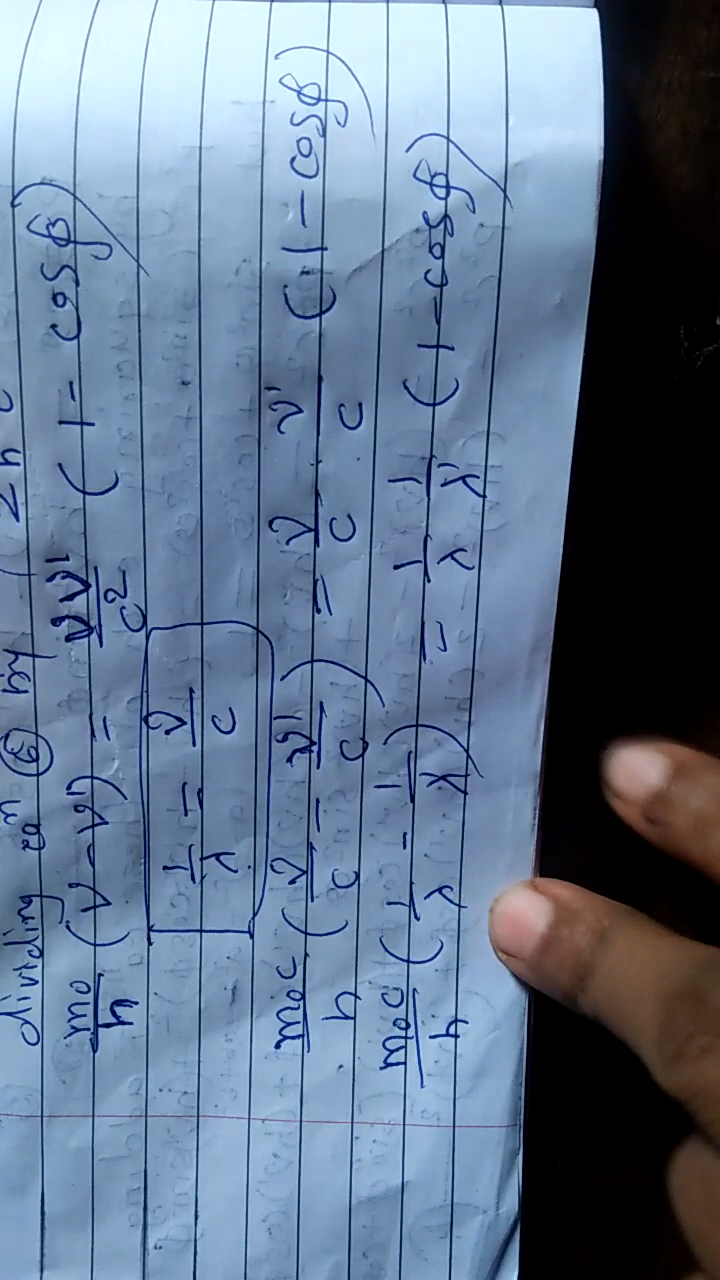 dividing eqn ⑥ by / 2h² c
m₀/h (ν - ν') = νν'/c² (1 - cosϕ)
1/λ = ν/c
m₀c/h (ν/c - ν'/c) = ν/c · ν'/c (1 - cosϕ)
m₀c/h (1/λ - 1/λ') = 1/λ 1/λ' (1 - cosϕ)